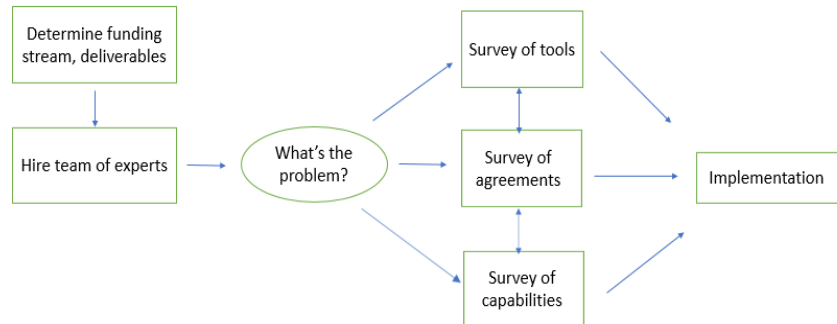 Determine funding
stream, deliverables
Hire team of experts
What’s the
problem?
Survey of tools
Survey of
agreements
Survey of
capabilities
Implementation